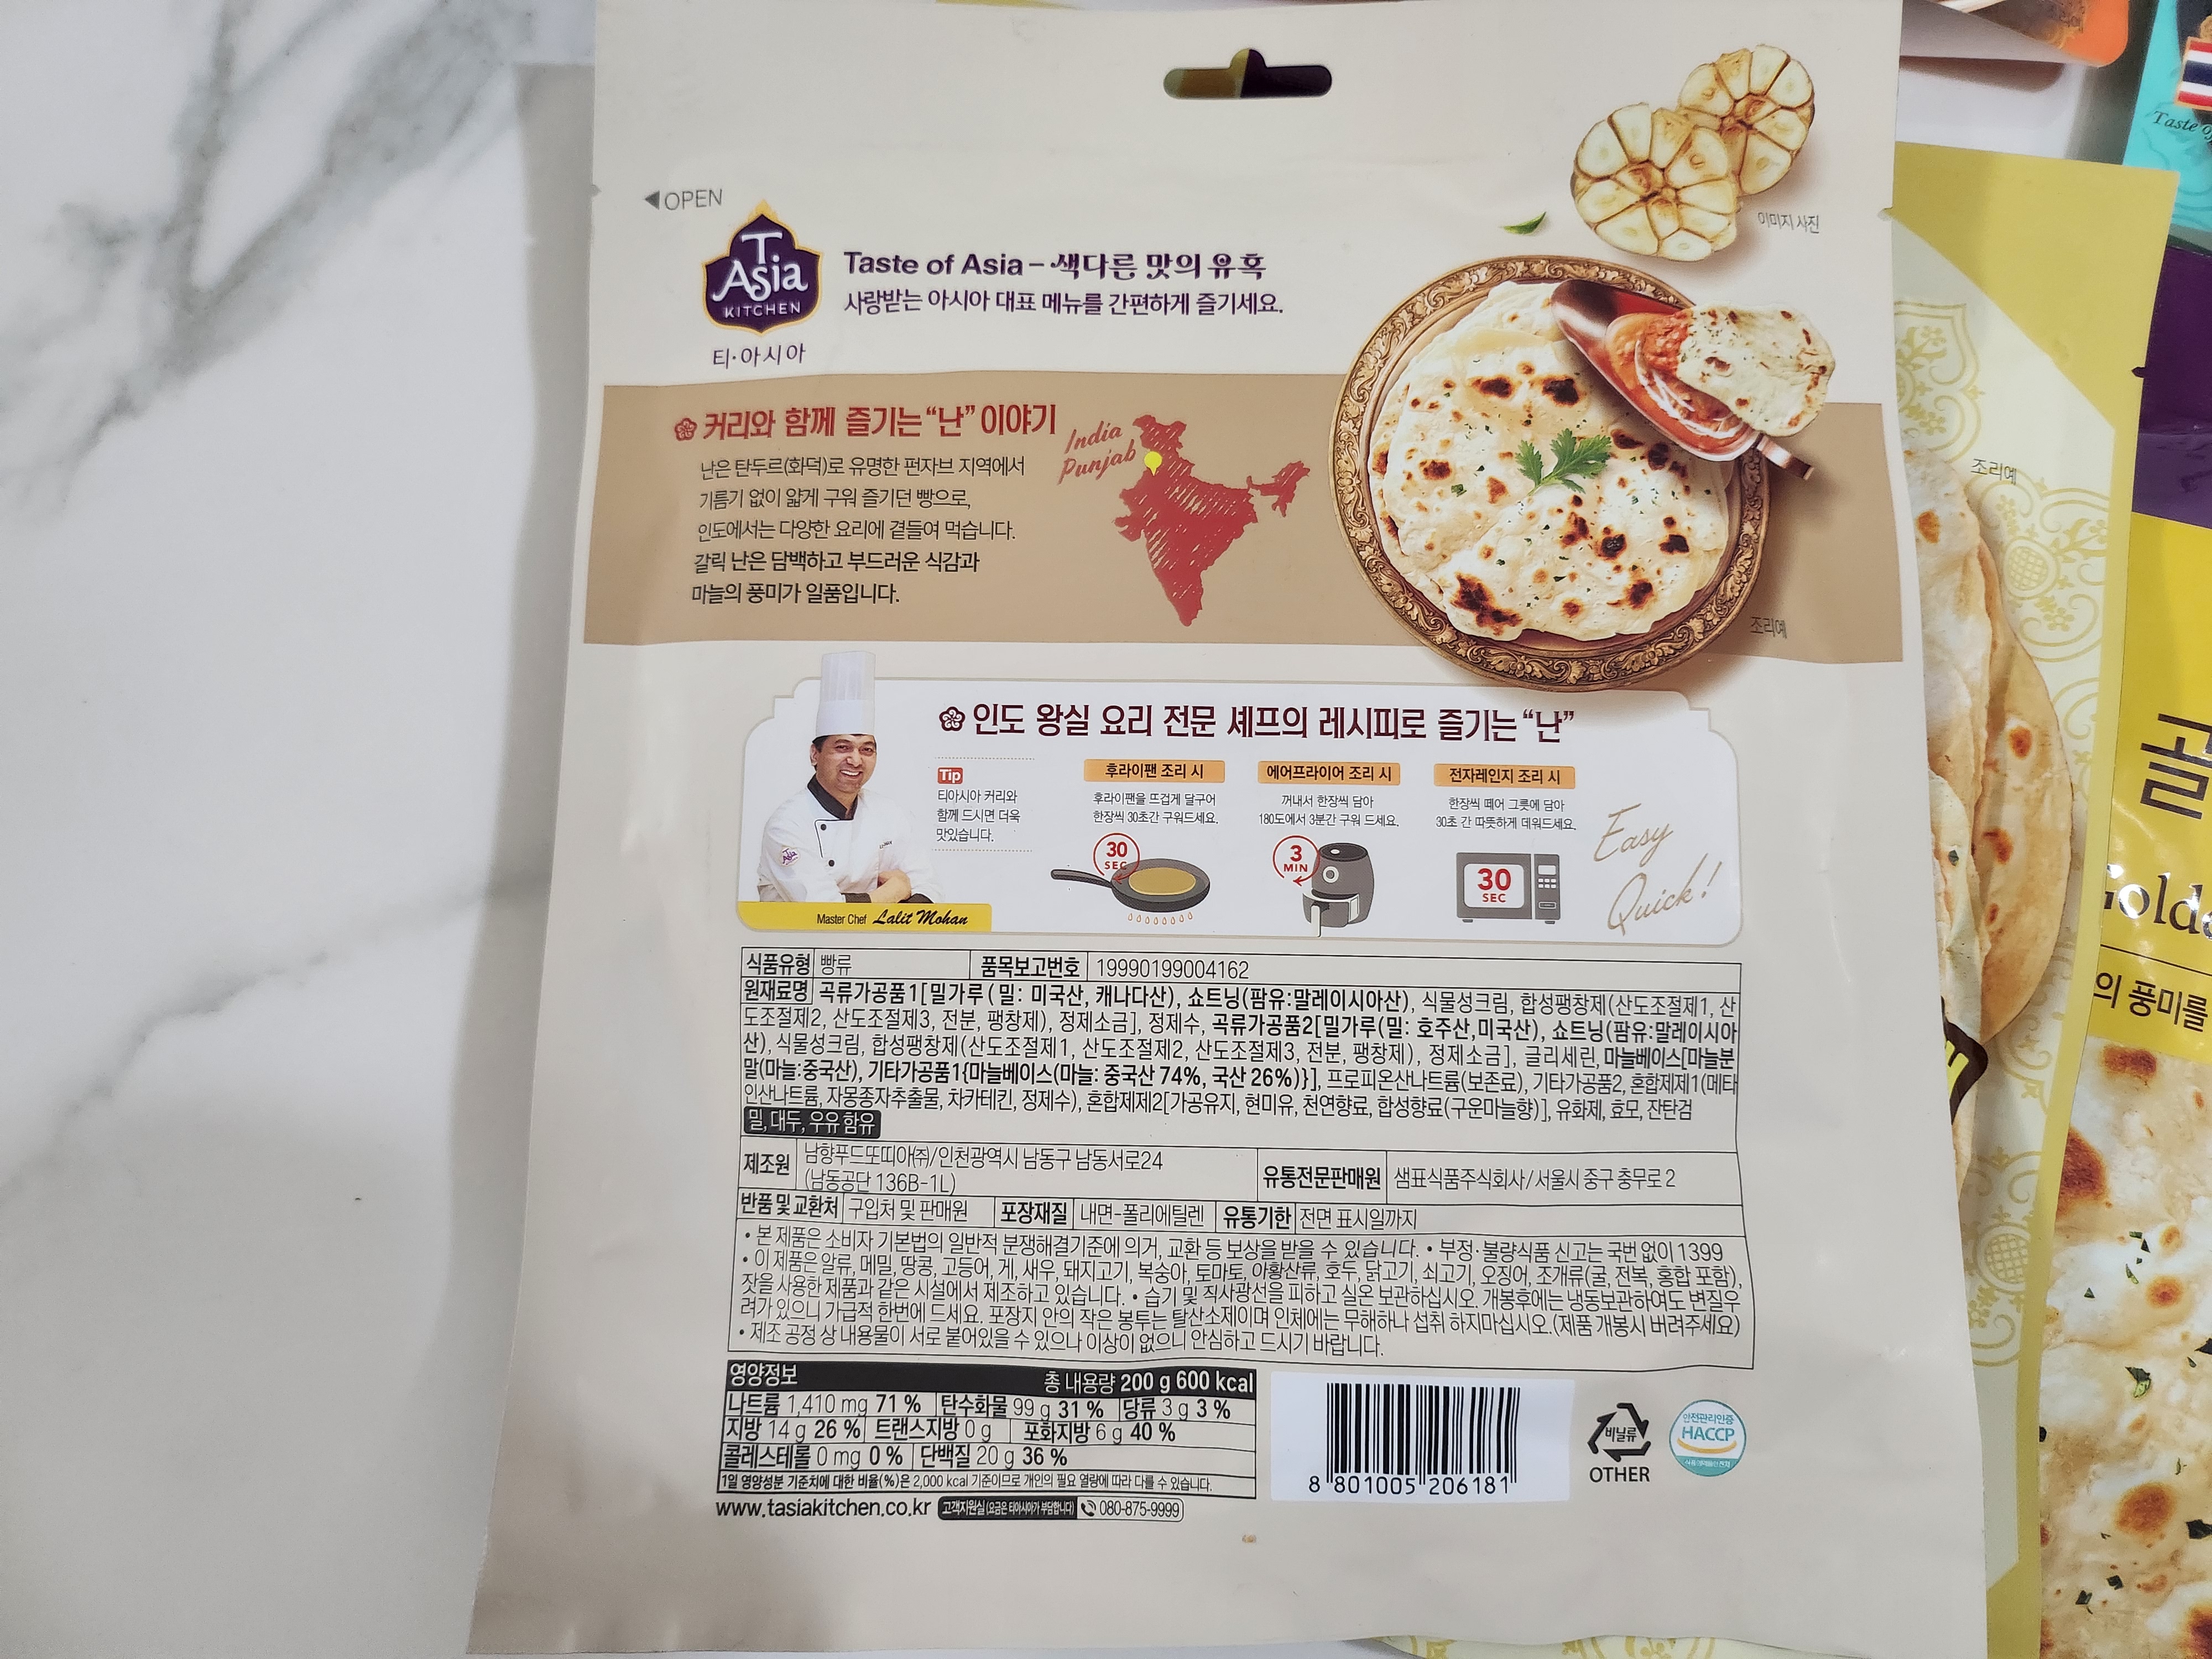 ◀OPEN
T
Asia
KITCHEN
티·아시아
Taste of Asia – 색다른 맛의 유혹
사랑받는 아시아 대표 메뉴를 간편하게 즐기세요.
이미지 사진
커리와 함께 즐기는 “난” 이야기
난은 탄두르(화덕)로 유명한 펀자브 지역에서
기름기 없이 얇게 구워 즐기던 빵으로,
인도에서는 다양한 요리에 곁들여 먹습니다.
갈릭 난은 담백하고 부드러운 식감과
마늘의 풍미가 일품입니다.
India
Punjab
조리예
인도 왕실 요리 전문 셰프의 레시피로 즐기는 “난”
Tip
티아시아 커리와
함께 드시면 더욱
맛있습니다.
후라이팬 조리 시
후라이팬을 뜨겁게 달구어
한장씩 30초간 구워드세요.
30
SEC
에어프라이어 조리 시
꺼내서 한장씩 담아
180도에서 3분간 구워 드세요.
3
MIN
전자레인지 조리 시
한장씩 떼어 그릇에 담아
30초 간 따뜻하게 데워드세요.
30
SEC
Easy
Quick!
Master Chef Lalit Mohan
식품유형 빵류 품목보고번호 19990199004162
원재료명 곡류가공품1[밀가루(밀: 미국산, 캐나다산), 쇼트닝(팜유:말레이시아산), 식물성크림, 합성팽창제(산도조절제1, 산
도조절제2, 산도조절제3, 전분, 팽창제), 정제소금], 정제수, 곡류가공품2[밀가루(밀: 호주산,미국산), 쇼트닝(팜유:말레이시아
산), 식물성크림, 합성팽창제(산도조절제1, 산도조절제2, 산도조절제3, 전분, 팽창제), 정제소금], 글리세린, 마늘베이스[마늘분
말(마늘:중국산), 기타가공품1{마늘베이스(마늘: 중국산 74%, 국산 26%)}], 프로피온산나트륨(보존료), 기타가공품2, 혼합제제1(메타
인산나트륨, 자몽종자추출물, 차카테킨, 정제수), 혼합제제2[가공유지, 현미유, 천연향료, 합성향료(구운마늘향)], 유화제, 효모, 잔탄검
밀, 대두, 우유 함유
제조원 남향푸드또띠아㈜/인천광역시 남동구 남동서로24
(남동공단 136B-1L)
유통전문판매원 샘표식품주식회사/서울시 중구 충무로 2
반품 및 교환처 구입처 및 판매원 포장재질 내면-폴리에틸렌 유통기한 전면 표시일까지
• 본 제품은 소비자 기본법의 일반적 분쟁해결기준에 의거, 교환 등 보상을 받을 수 있습니다. • 부정·불량식품 신고는 국번 없이 1399
• 이 제품은 알류, 메밀, 땅콩, 고등어, 게, 새우, 돼지고기, 복숭아, 토마토, 아황산류, 호두, 닭고기, 쇠고기, 오징어, 조개류(굴, 전복, 홍합 포함),
잣을 사용한 제품과 같은 시설에서 제조하고 있습니다. • 습기 및 직사광선을 피하고 실온 보관하십시오. 개봉후에는 냉동보관하여도 변질우
려가 있으니 가급적 한번에 드세요. 포장지 안의 작은 봉투는 탈산소제이며 인체에는 무해하나 섭취 하지마십시오.(제품 개봉시 버려주세요)
• 제조 공정 상 내용물이 서로 붙어있을 수 있으나 이상이 없으니 안심하고 드시기 바랍니다.
영양정보 총 내용량 200 g 600 kcal
나트륨 1,410 mg 71 % 탄수화물 99 g 31 % 당류 3 g 3 %
지방 14 g 26 % 트랜스지방 0 g 포화지방 6 g 40 %
콜레스테롤 0 mg 0 % 단백질 20 g 36 %
1일 영양성분 기준치에 대한 비율(%)은 2,000 kcal 기준이므로 개인의 필요 열량에 따라 다를 수 있습니다.
www.tasiakitchen.co.kr 고객지원실(요금은 티아시아가 부담합니다) 080-875-9999
8 801005 206181
비닐류
OTHER
안전관리인증
HACCP
Taste of
조리예
골
의 풍미를